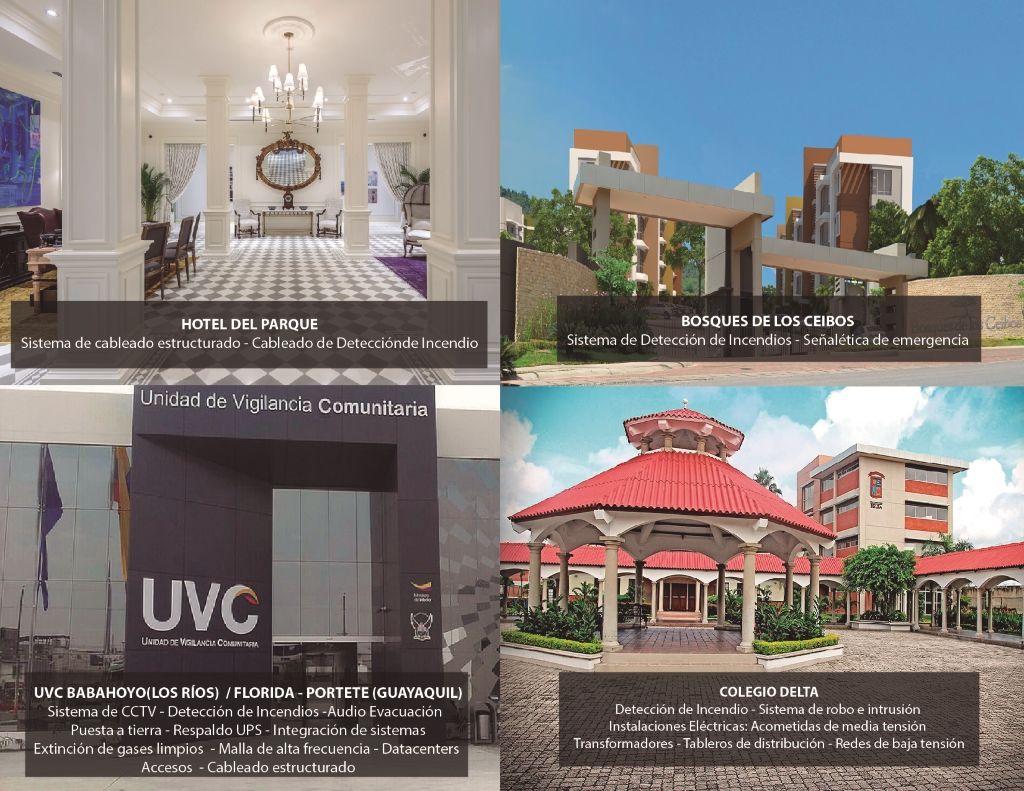 HOTEL DEL PARQUE
Sistema de cableado estructurado - Cableado de Detecciónde Incendio
BOSQUES DE LOS CEIBOS
Sistema de Detección de Incendios - Señalética de emergencia
Unidad de Vigilancia Comunitaria
UVC
UNIDAD DE VIGILANCIA COMUNITARIA
UVC BABAHOYO(LOS RÍOS)  / FLORIDA - PORTETE (GUAYAQUIL)
Sistema de CCTV - Detección de Incendios -Audio Evacuación
Puesta a tierra - Respaldo UPS - Integración de sistemas
Extinción de gases limpios  - Malla de alta frecuencia - Datacenters
Accesos  - Cableado estructurado
COLEGIO DELTA
Detección de Incendio - Sistema de robo e intrusión
Instalaciones Eléctricas: Acometidas de media tensión
Transformadores - Tableros de distribución - Redes de baja tensión